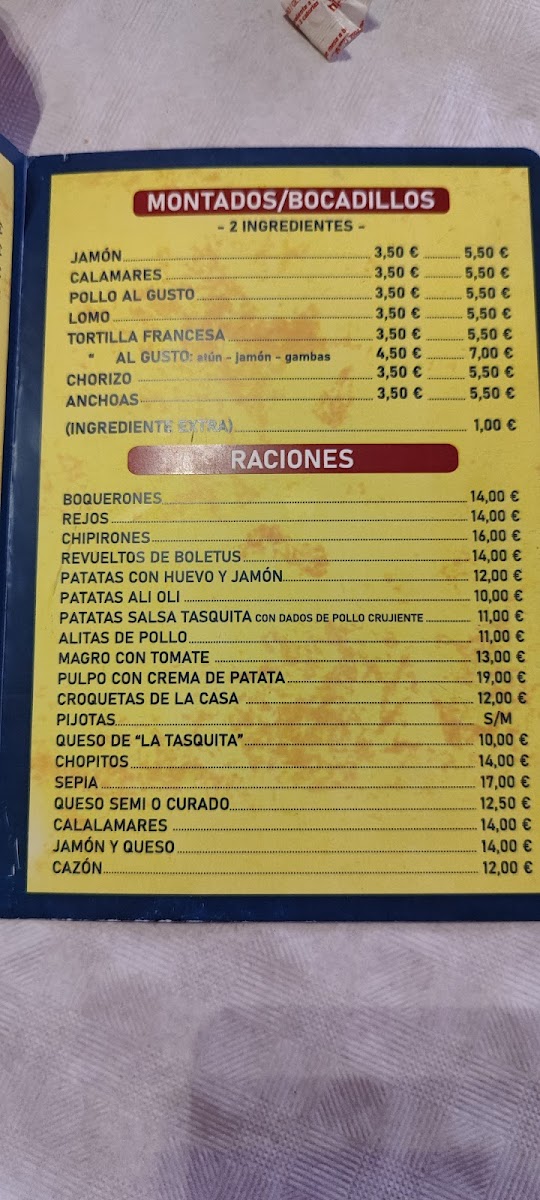 MONTADOS/BOCADILLOS
- 2 INGREDIENTES -
JAMÓN 3,50 € 5,50 €
CALAMARES 3,50 € 5,50 €
POLLO AL GUSTO 3,50 € 5,50 €
LOMO 3,50 € 5,50 €
TORTILLA FRANCESA 3,50 € 5,50 €
" AL GUSTO: atún - jamón - gambas 4,50 € 7,00 €
CHORIZO 3,50 € 5,50 €
ANCHOAS 3,50 € 5,50 €
(INGREDIENTE EXTRA) 1,00 €
RACIONES
BOQUERONES 14,00 €
REJOS 14,00 €
CHIPIRONES 16,00 €
REVUELTOS DE BOLETUS 14,00 €
PATATAS CON HUEVO Y JAMÓN 12,00 €
PATATAS ALI OLI 10,00 €
PATATAS SALSA TASQUITA CON DADOS DE POLLO CRUJIENTE 11,00 €
ALITAS DE POLLO 11,00 €
MAGRO CON TOMATE 13,00 €
PULPO CON CREMA DE PATATA 19,00 €
CROQUETAS DE LA CASA 12,00 €
PIJOTAS S/M
QUESO DE "LA TASQUITA" 10,00 €
CHOPITOS 14,00 €
SEPIA 17,00 €
QUESO SEMI O CURADO 12,50 €
CALALAMARES 14,00 €
JAMÓN Y QUESO 14,00 €
CAZÓN 12,00 €